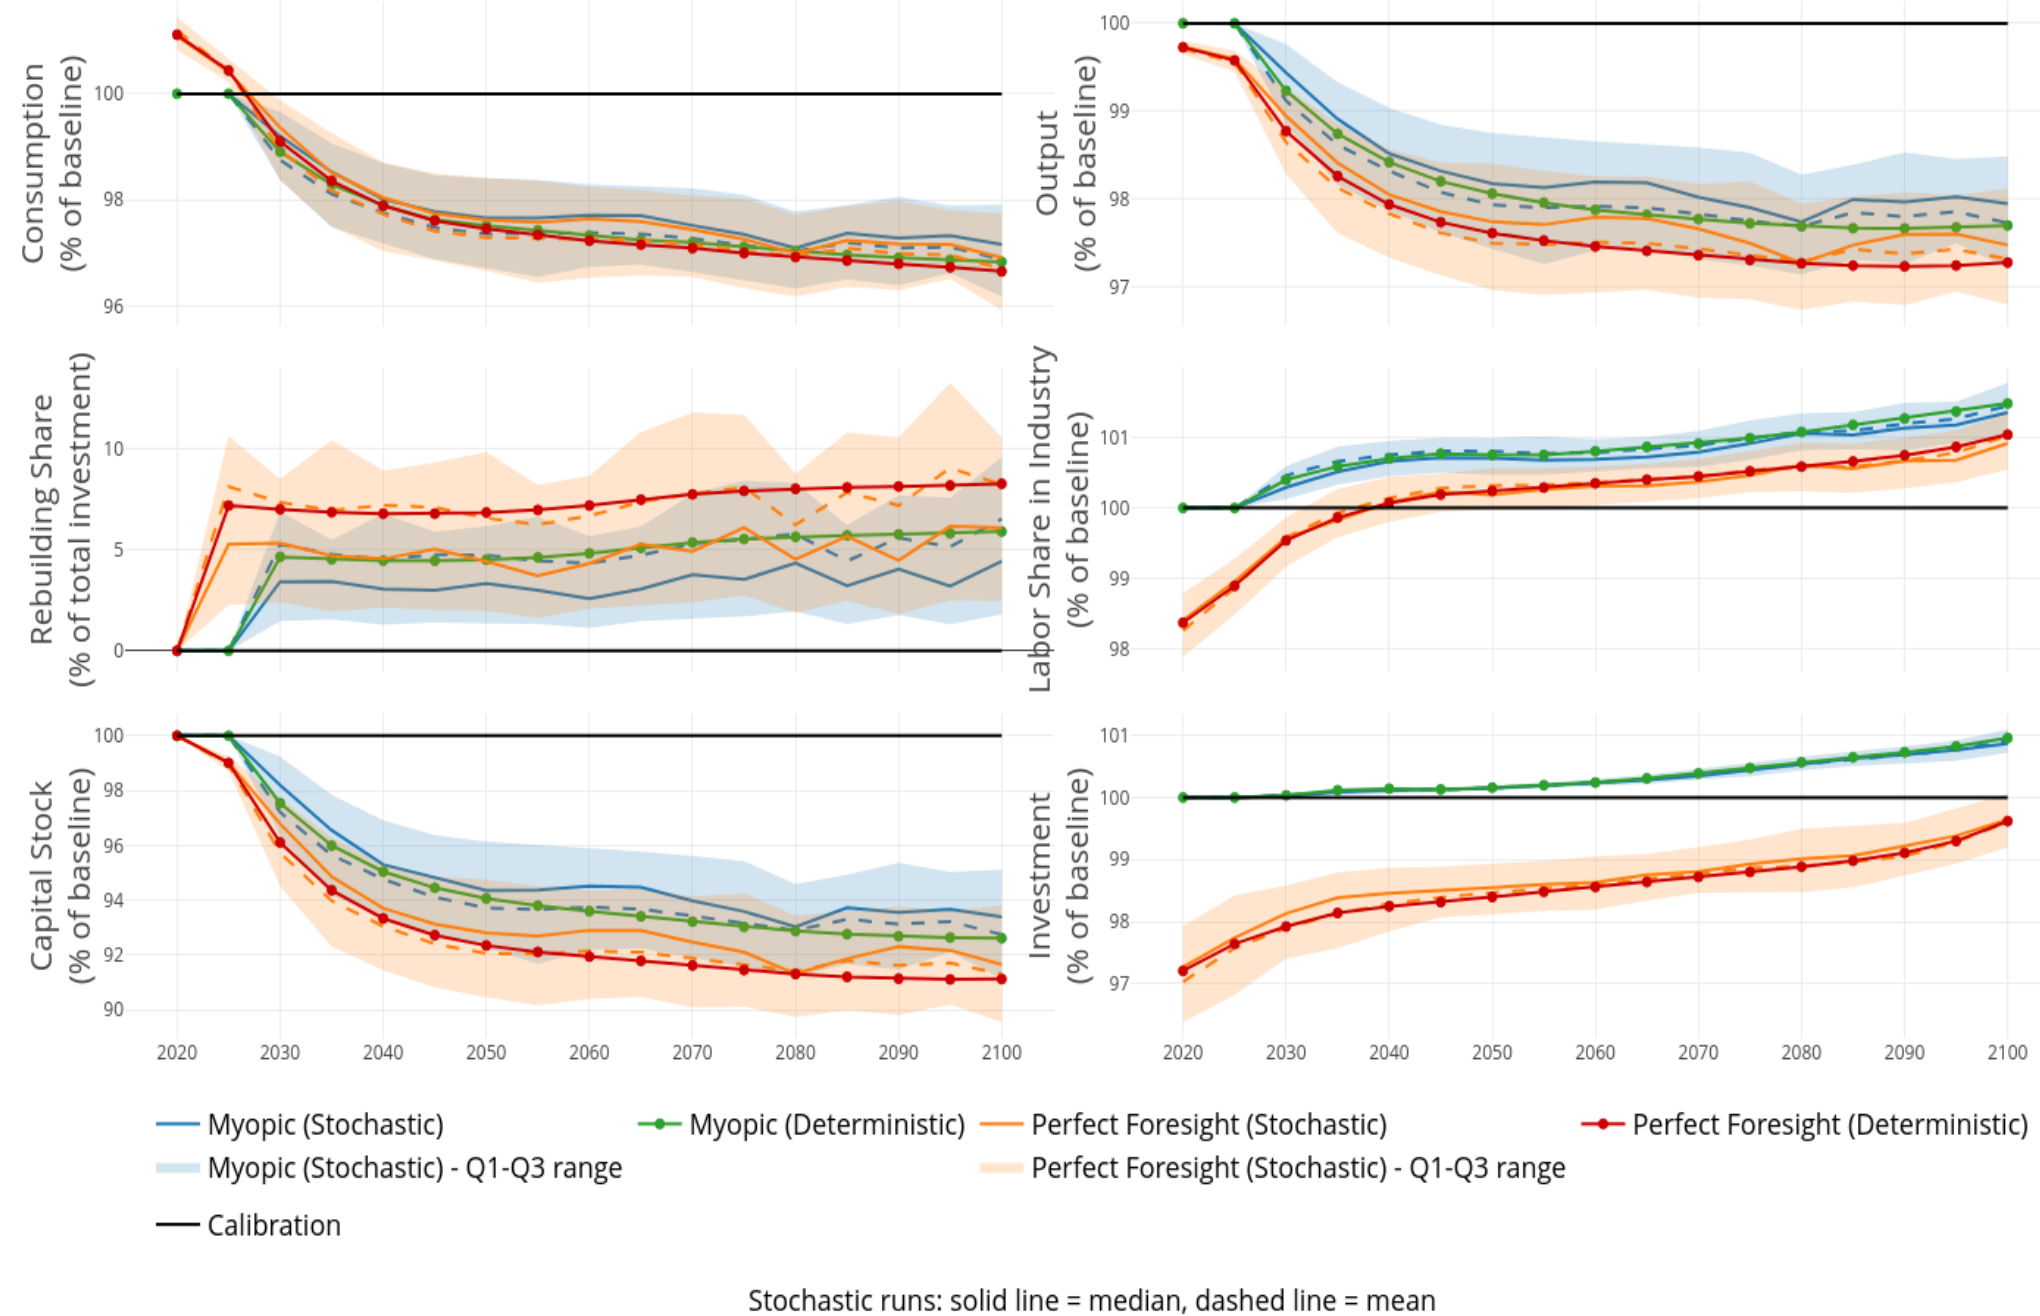 Consumption
(% of baseline)
100
98
96
Output
(% of baseline)
100
99
98
97
Rebuilding Share
(% of total investment)
10
5
0
Labor Share in Industry
(% of baseline)
101
100
99
98
Capital Stock
(% of baseline)
100
98
96
94
92
90
2020 2030 2040 2050 2060 2070 2080 2090 2100
Investment
(% of baseline)
101
100
99
98
97
2020 2030 2040 2050 2060 2070 2080 2090 2100
Myopic (Stochastic) Myopic (Deterministic) Perfect Foresight (Stochastic) Perfect Foresight (Deterministic)
Myopic (Stochastic) - Q1-Q3 range Perfect Foresight (Stochastic) - Q1-Q3 range
Calibration
Stochastic runs: solid line = median, dashed line = mean